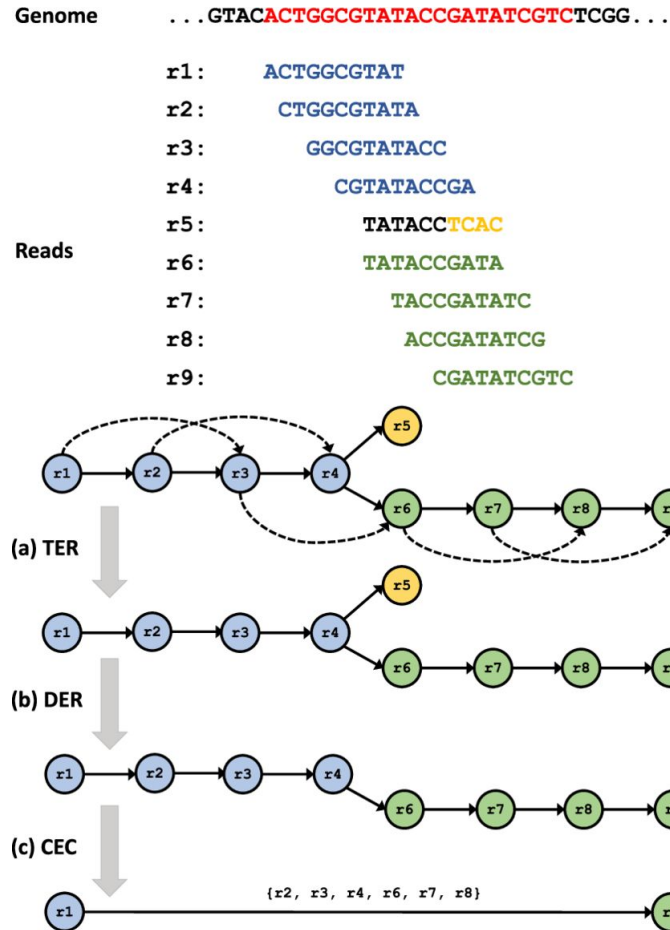 Genome ...GTACACTGGCGTATACCGATATCGTCTCGG...
r1: ACTGGCGTAT
r2: CTGGCGTATA
r3: GGCGTATACC
r4: CGTATACCGA
r5: TATACCTCAC
Reads
r6: TATACCGATA
r7: TACCGATATC
r8: ACCGATATCG
r9: CGATATCGTC
r5
r1 r2 r3 r4
r6 r7 r8 r
(a) TER
r5
r1 r2 r3 r4
r6 r7 r8 r
(b) DER
r1 r2 r3 r4
r6 r7 r8 r
(c) CEC
{r2, r3, r4, r6, r7, r8}
r1 r